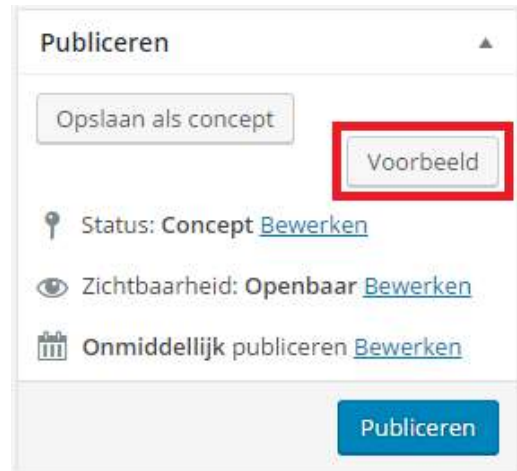 Publiceren
Opslaan als concept
Voorbeeld
Status: Concept Bewerken
Zichtbaarheid: Openbaar Bewerken
Onmiddellijk publiceren Bewerken
Publiceren